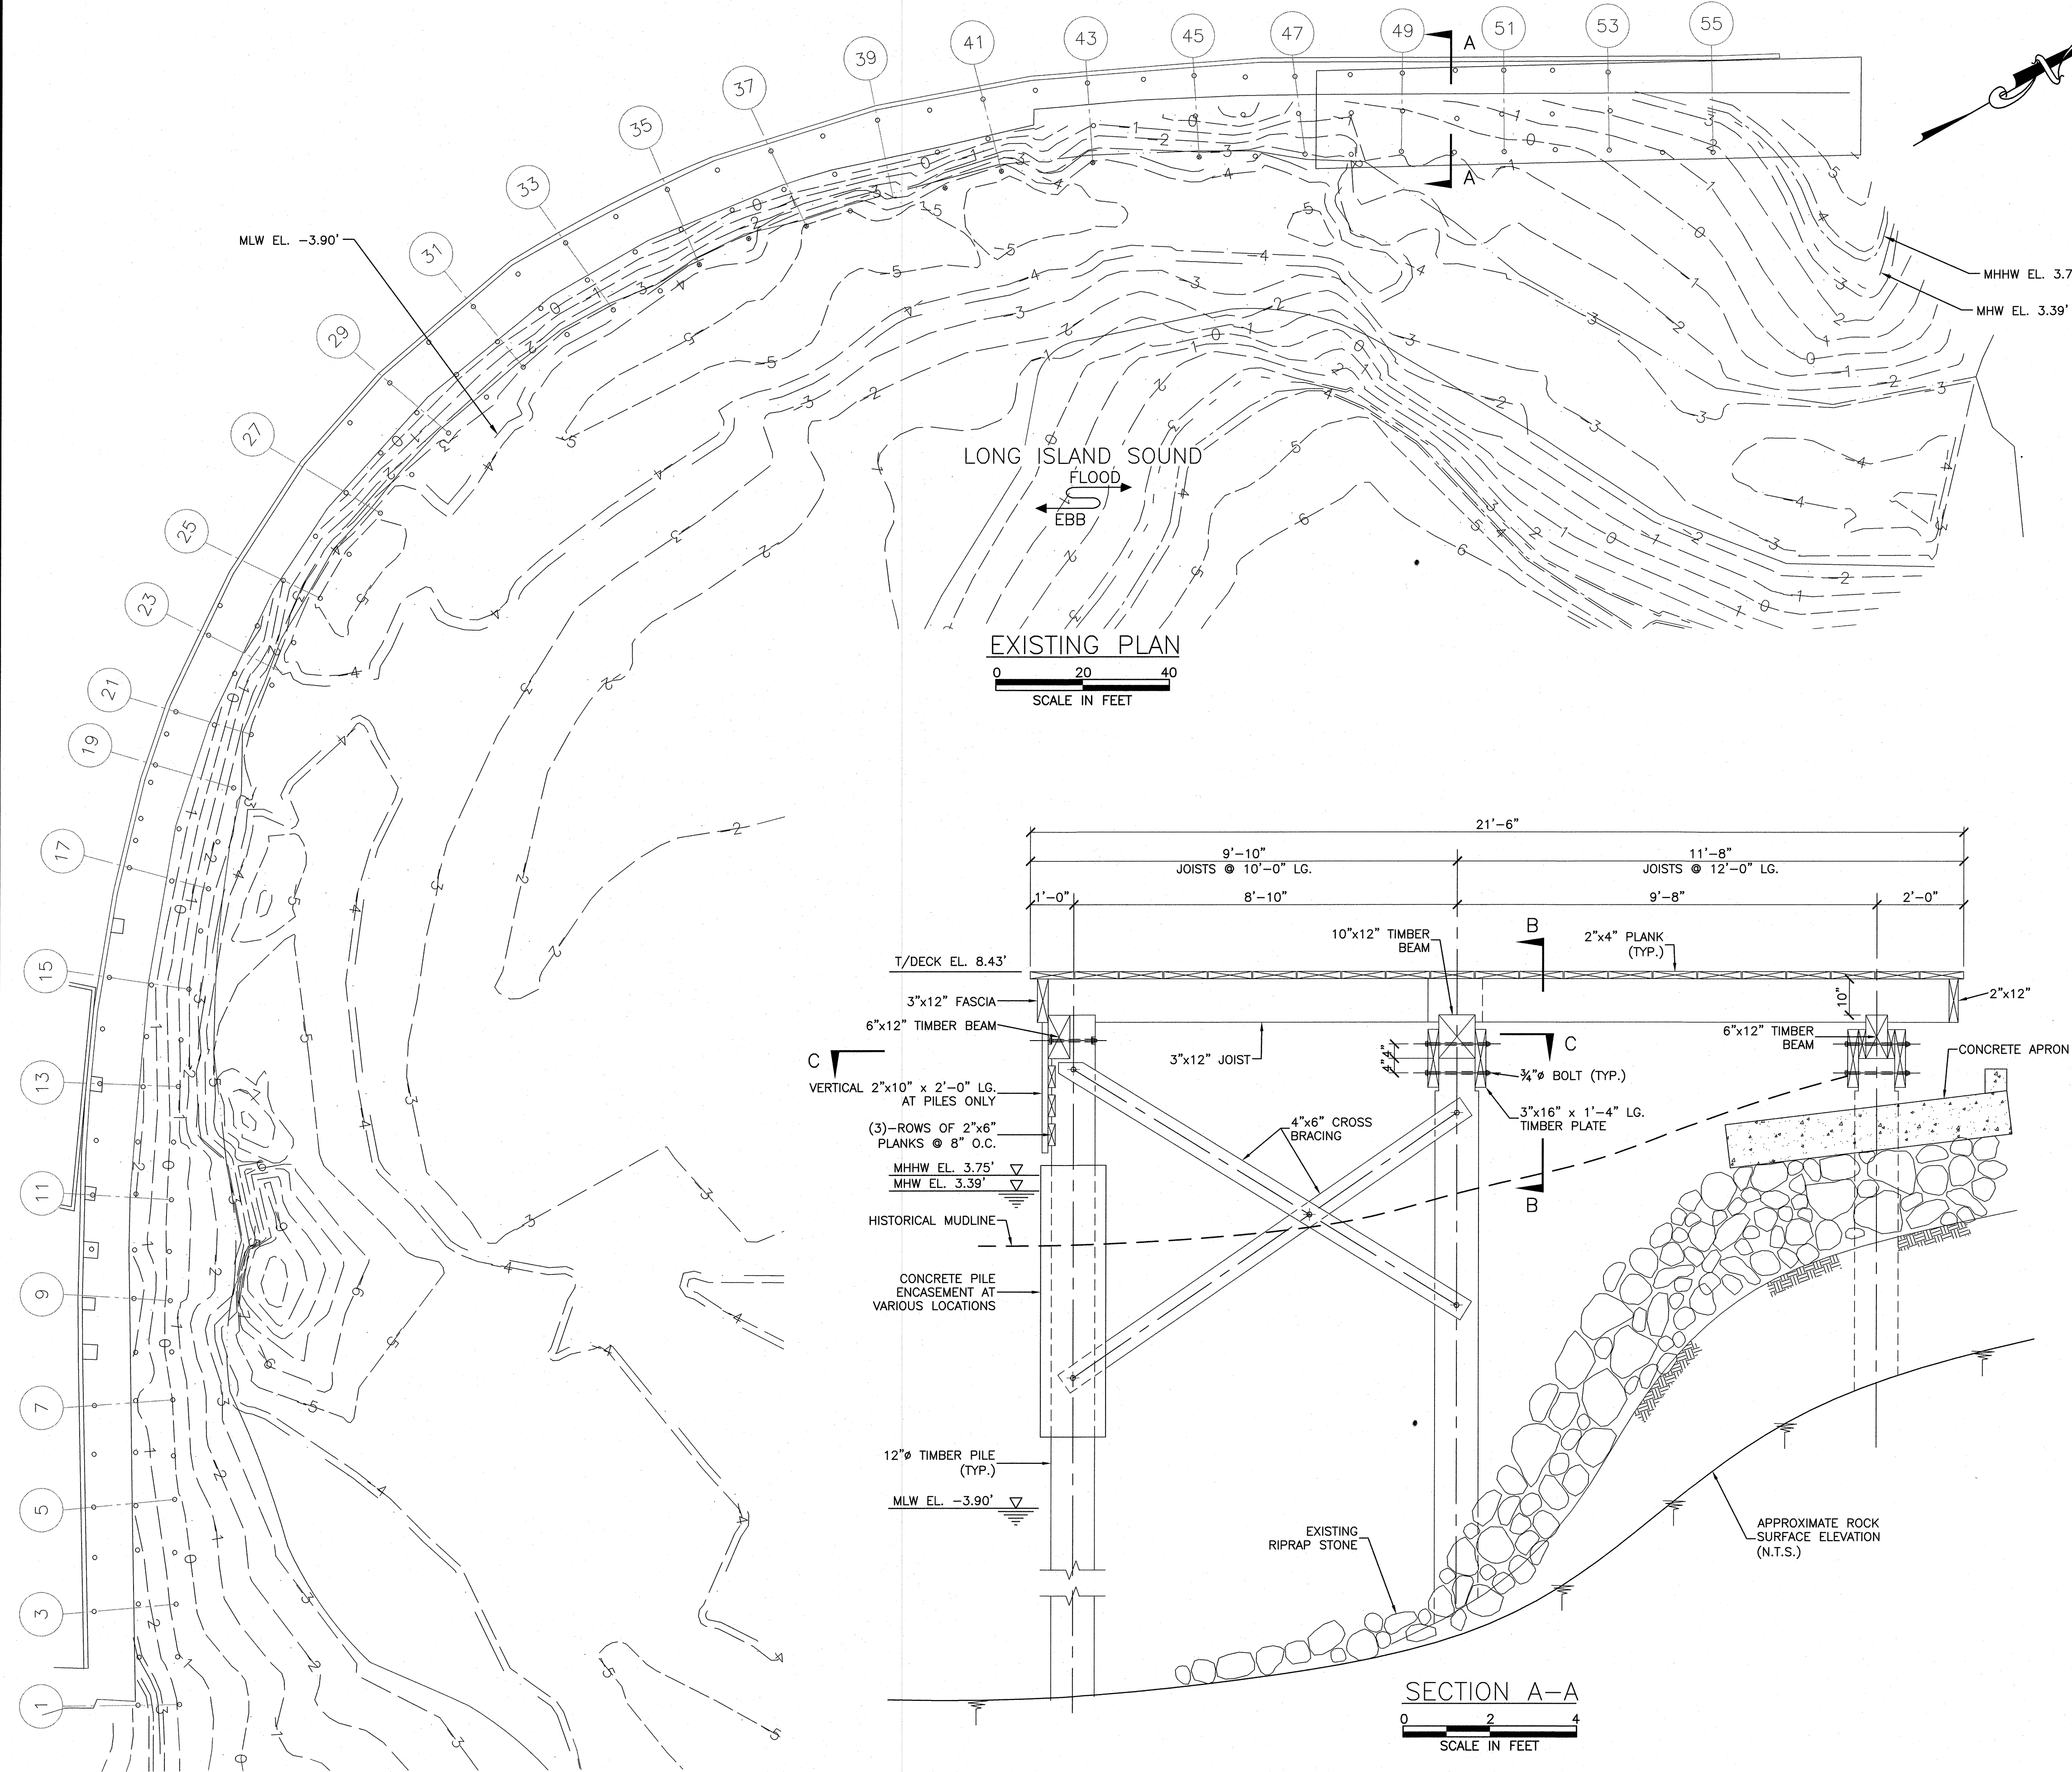 41
43
45
47
49
A
51
53
55
39
37
35
33
31
29
27
25
23
21
19
17
15
13
11
9
7
5
3
1
A
N
MLW EL. -3.90'
MHHW EL. 3.7
MHW EL. 3.39'
LONG ISLAND SOUND
FLOOD
EBB
EXISTING PLAN
0 20 40
SCALE IN FEET
21'-6"
9'-10"
JOISTS @ 10'-0" LG.
11'-8"
JOISTS @ 12'-0" LG.
1'-0"
8'-10"
9'-8"
2'-0"
10"x12" TIMBER
BEAM
B
2"x4" PLANK
(TYP.)
T/DECK EL. 8.43'
3"x12" FASCIA
6"x12" TIMBER BEAM
10"
2"x12"
6"x12" TIMBER
BEAM
CONCRETE APRON
C
3"x12" JOIST
4"
4"
C
VERTICAL 2"x10" x 2'-0" LG.
AT PILES ONLY
¾"ø BOLT (TYP.)
3"x16" x 1'-4" LG.
TIMBER PLATE
(3)-ROWS OF 2"x6"
PLANKS @ 8" O.C.
4"x6" CROSS
BRACING
MHHW EL. 3.75'
MHW EL. 3.39'
B
HISTORICAL MUDLINE
CONCRETE PILE
ENCASEMENT AT
VARIOUS LOCATIONS
12"ø TIMBER PILE
(TYP.)
MLW EL. -3.90'
EXISTING
RIPRAP STONE
APPROXIMATE ROCK
SURFACE ELEVATION
(N.T.S.)
SECTION A-A
0 2 4
SCALE IN FEET